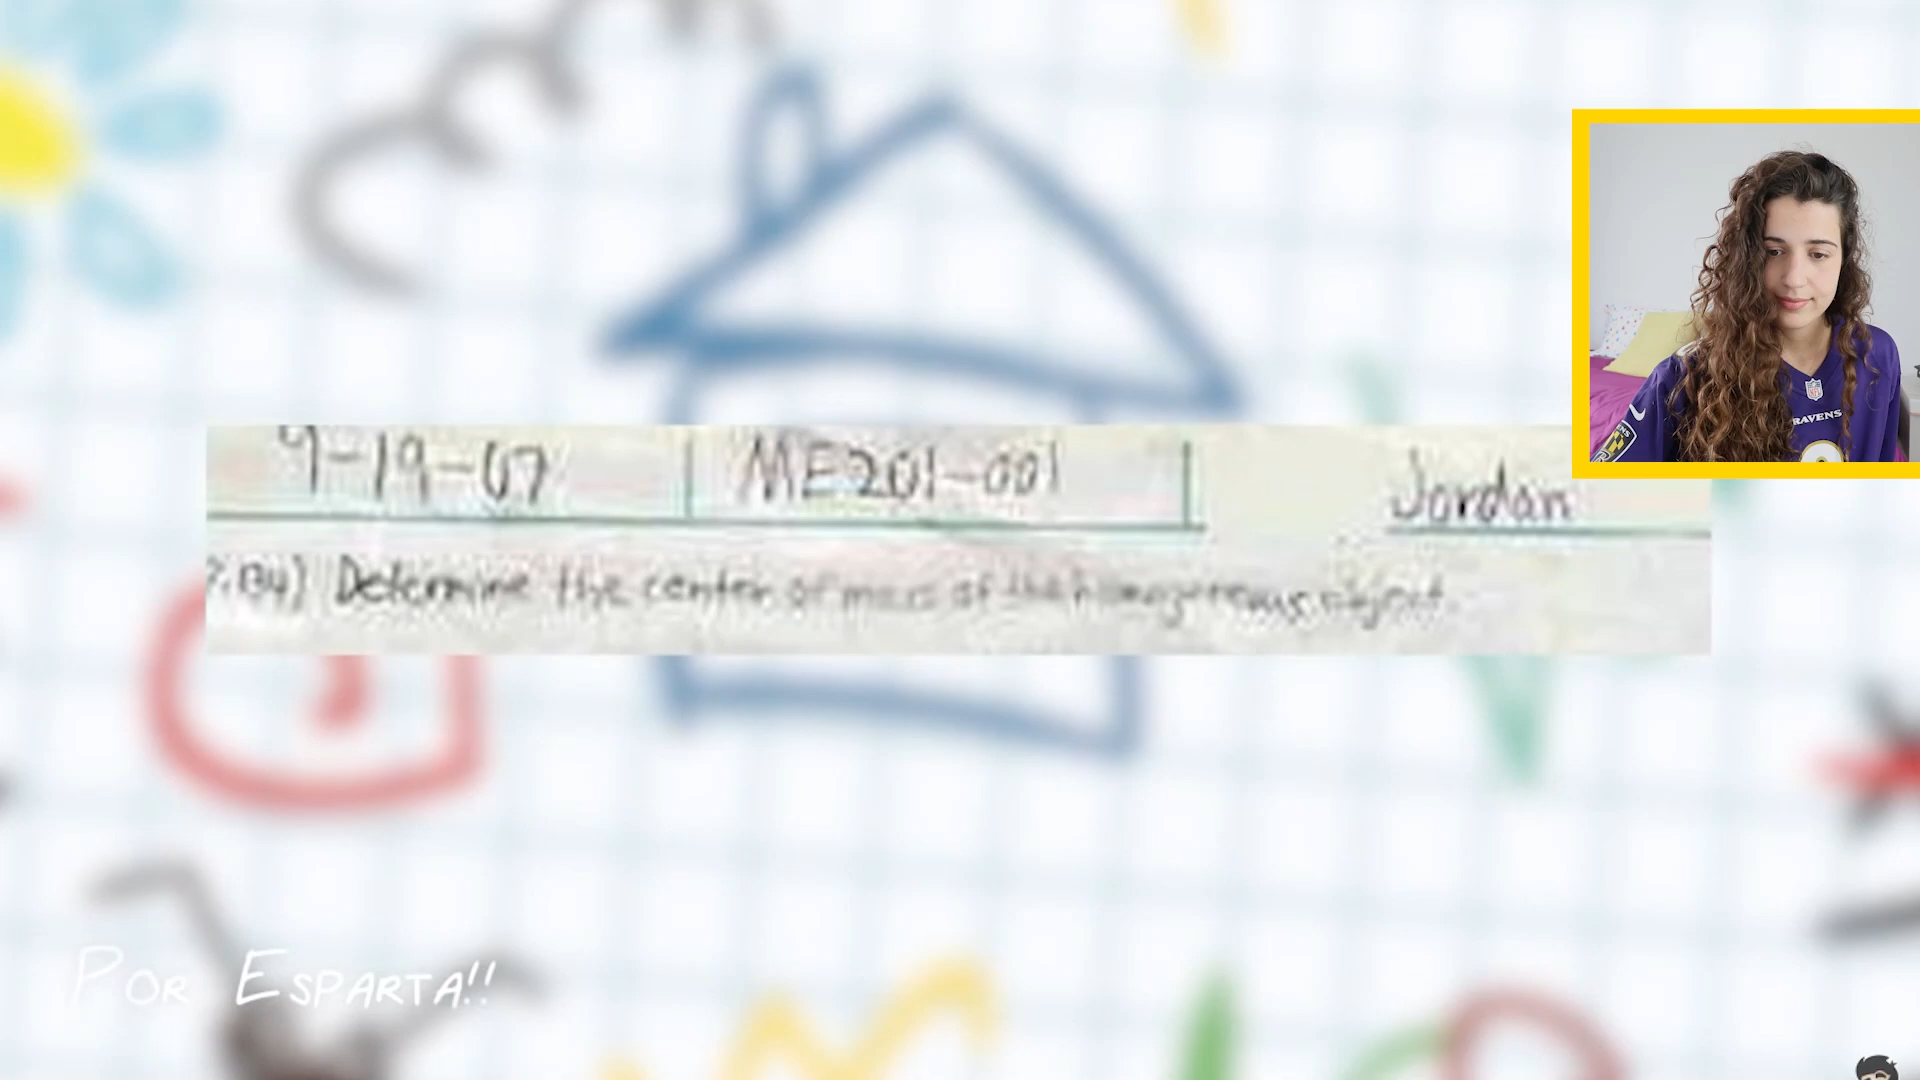 9-19-07 ME201-001 Jordan
Determine the center of mass of the homogeneous object.
POR ESPARTA!!
RAVENS